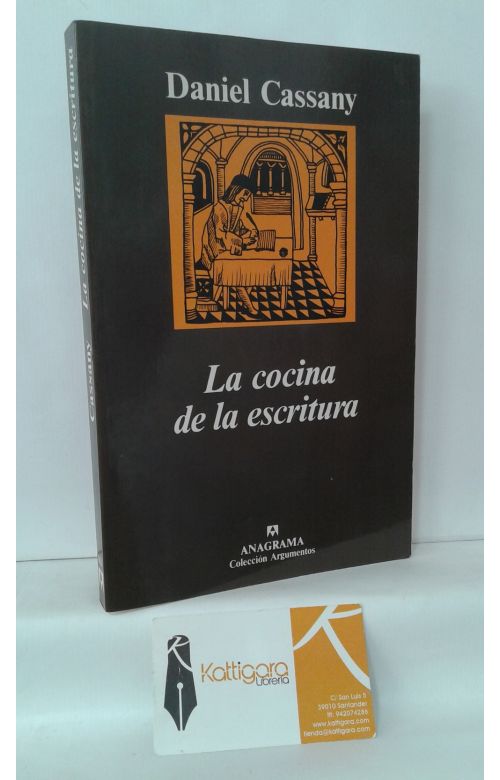 Daniel Cassany
La cocina
de la escritura
ANAGRAMA
Colección Argumentos
Cassany La cocina de la escritura
Kattigara
Librería
C/ San Luis 5
39010 Santander
tlf: 942074286
www.kattigara.com
tienda@kattigara.com